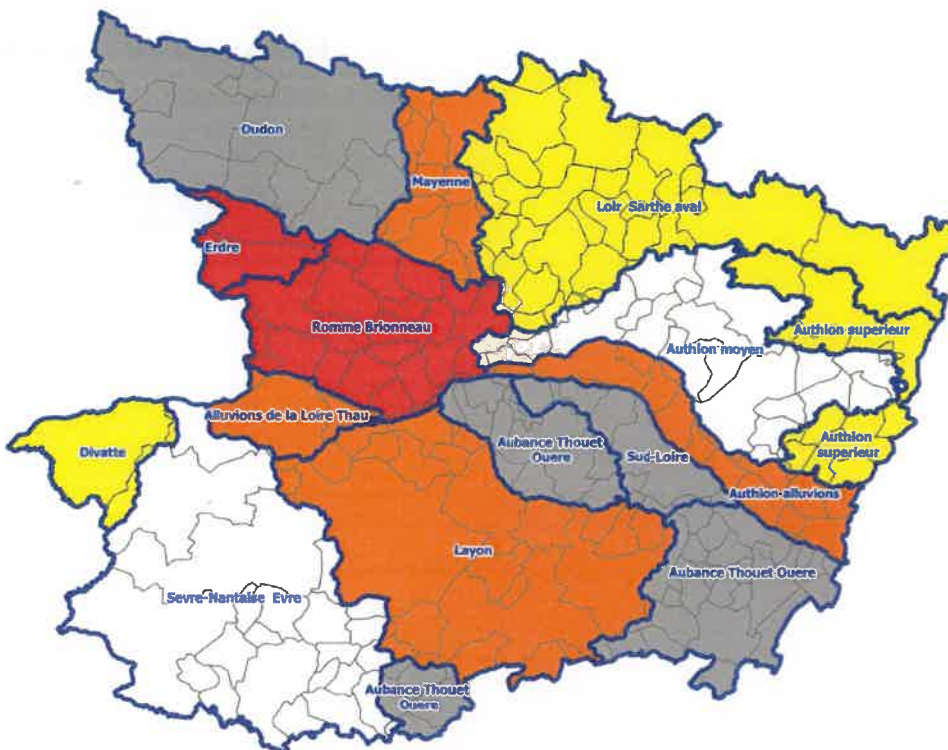 Oudon
Mayenne
Loir Sarthe aval
Erdre
Romme Brionneau
Authion superieur
Authion moyen
Alluvions de la Loire Thau
Divatte
Aubance Thouet
Ouere
Sud-Loire
Authion
superieur
Authion-alluvions
Layon
Aubance Thouet Ouere
Sevre-Nantaise Evre
Aubance Thouet
Ouere